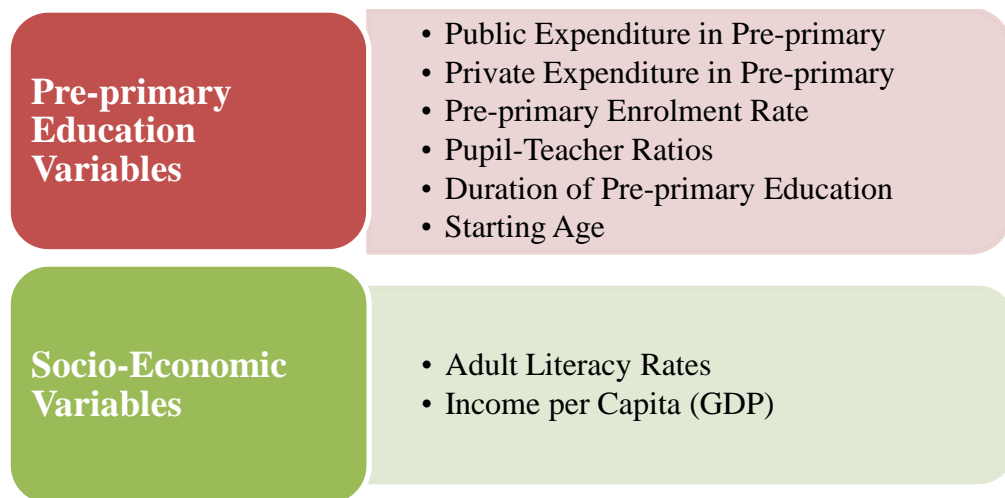 Pre-primary
Education
Variables
• Public Expenditure in Pre-primary
• Private Expenditure in Pre-primary
• Pre-primary Enrolment Rate
• Pupil-Teacher Ratios
• Duration of Pre-primary Education
• Starting Age
Socio-Economic
Variables
• Adult Literacy Rates
• Income per Capita (GDP)